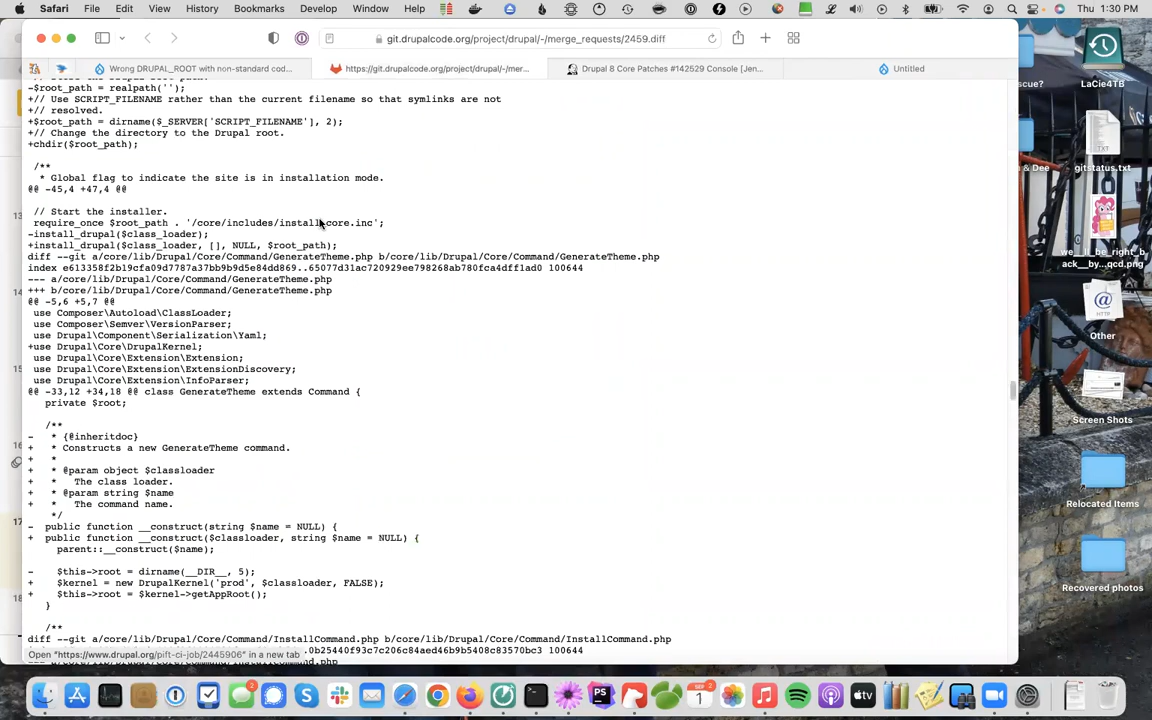 Safari File Edit View History Bookmarks Develop Window Help Thu 1:30 PM
git.drupalcode.org/project/drupal/-/merge_requests/2459.diff
Wrong DRUPAL_ROOT with non-standard cod...
https://git.drupalcode.org/project/drupal/-/mer...
Drupal 8 Core Patches #142529 Console [Jen...
Untitled
-$root_path = realpath('');
+// Use SCRIPT_FILENAME rather than the current filename so that symlinks are not
+// resolved.
+$root_path = dirname($_SERVER['SCRIPT_FILENAME'], 2);
+// Change the directory to the Drupal root.
+chdir($root_path);
/**
* Global flag to indicate the site is in installation mode.
@@ -45,4 +47,4 @@
// Start the installer.
require_once $root_path . '/core/includes/install.core.inc';
-install_drupal($class_loader);
+install_drupal($class_loader, [], NULL, $root_path);
diff --git a/core/lib/Drupal/Core/Command/GenerateTheme.php b/core/lib/Drupal/Core/Command/GenerateTheme.php
index e613358f2b19cfa09d7787a37bb9b9d5e84dd869..65077d31ac720929ee798268ab780fca4dff1ad0 100644
--- a/core/lib/Drupal/Core/Command/GenerateTheme.php
+++ b/core/lib/Drupal/Core/Command/GenerateTheme.php
@@ -5,6 +5,7 @@
use Composer\Autoload\ClassLoader;
use Composer\Semver\VersionParser;
use Drupal\Component\Serialization\Yaml;
+use Drupal\Core\DrupalKernel;
use Drupal\Core\Extension\Extension;
use Drupal\Core\Extension\ExtensionDiscovery;
use Drupal\Core\Extension\InfoParser;
@@ -33,12 +34,18 @@ class GenerateTheme extends Command {
private $root;
/**
- * {@inheritdoc}
+ * Constructs a new GenerateTheme command.
+ *
+ * @param object $classloader
+ * The class loader.
+ * @param string $name
+ * The command name.
*/
- public function __construct(string $name = NULL) {
+ public function __construct($classloader, string $name = NULL) {
parent::__construct($name);
- $this->root = dirname(__DIR__, 5);
+ $kernel = new DrupalKernel('prod', $classloader, FALSE);
+ $this->root = $kernel->getAppRoot();
}
/**
diff --git a/core/lib/Drupal/Core/Command/InstallCommand.php b/core/lib/Drupal/Core/Command/InstallCommand.php
.0b25440f93c7c206c84aed46b9b5408c83570bc3 100644
Open "https://www.drupal.org/pift-ci-job/2445906" in a new tab
scue?
LaCie4TB
& Dee
gitstatus.txt
we__ll_be_right_b
ack__by...qcd.png
HTTP
Other
Screen Shots
Relocated Items
Recovered photos